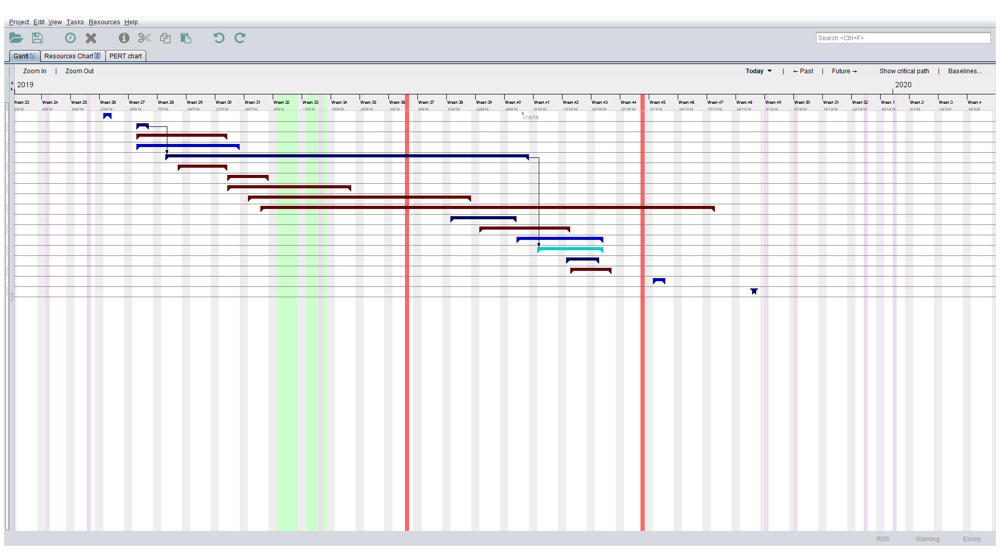 Project Edit View Tasks Resources Help
Search <Ctrl+F>
Gantt Resources Chart PERT chart
Zoom In | Zoom Out Today | ← Past | Future → Show critical path | Baselines...
2019 2020
Week 23 Week 24 Week 25 Week 26 Week 27 Week 28 Week 29 Week 30 Week 31 Week 32 Week 33 Week 34 Week 35 Week 36 Week 37 Week 38 Week 39 Week 40 Week 41 Week 42 Week 43 Week 44 Week 45 Week 46 Week 47 Week 48 Week 49 Week 50 Week 51 Week 52 Week 1 Week 2 Week 3 Week 4
9/6/19 16/6/19 23/6/19 30/6/19 7/7/19 14/7/19 21/7/19 28/7/19 4/8/19 11/8/19 18/8/19 25/8/19 1/9/19 8/9/19 15/9/19 22/9/19 29/9/19 6/10/19 13/10/19 20/10/19 27/10/19 3/11/19 10/11/19 17/11/19 24/11/19 1/12/19 8/12/19 15/12/19 22/12/19 29/12/19 5/1/20 12/1/20 19/1/20
3/10/19
RSS Warning Errors